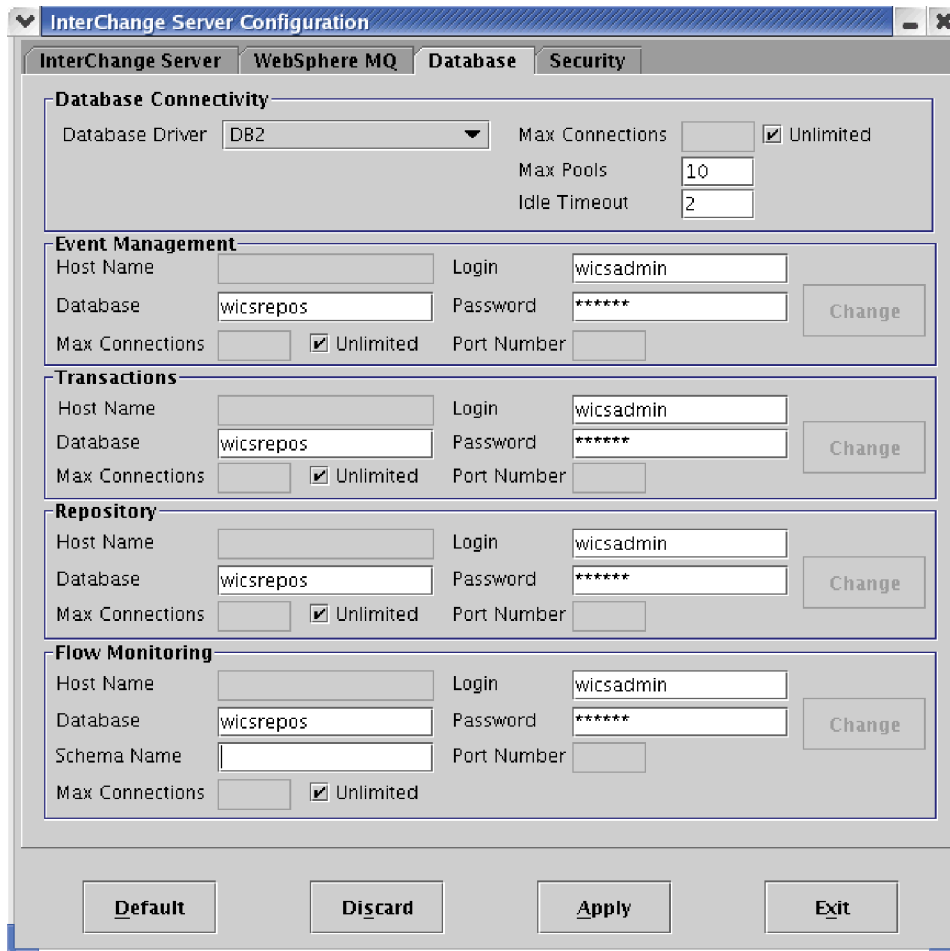 InterChange Server Configuration
InterChange Server WebSphere MQ Database Security
Database Connectivity
Database Driver DB2 Max Connections Unlimited
Max Pools 10
Idle Timeout 2
Event Management
Host Name Login wicsadmin
Database wicsrepos Password ******
Change
Max Connections Unlimited Port Number
Transactions
Host Name Login wicsadmin
Database wicsrepos Password ******
Change
Max Connections Unlimited Port Number
Repository
Host Name Login wicsadmin
Database wicsrepos Password ******
Change
Max Connections Unlimited Port Number
Flow Monitoring
Host Name Login wicsadmin
Database wicsrepos Password ******
Change
Schema Name Port Number
Max Connections Unlimited
Default Discard Apply Exit